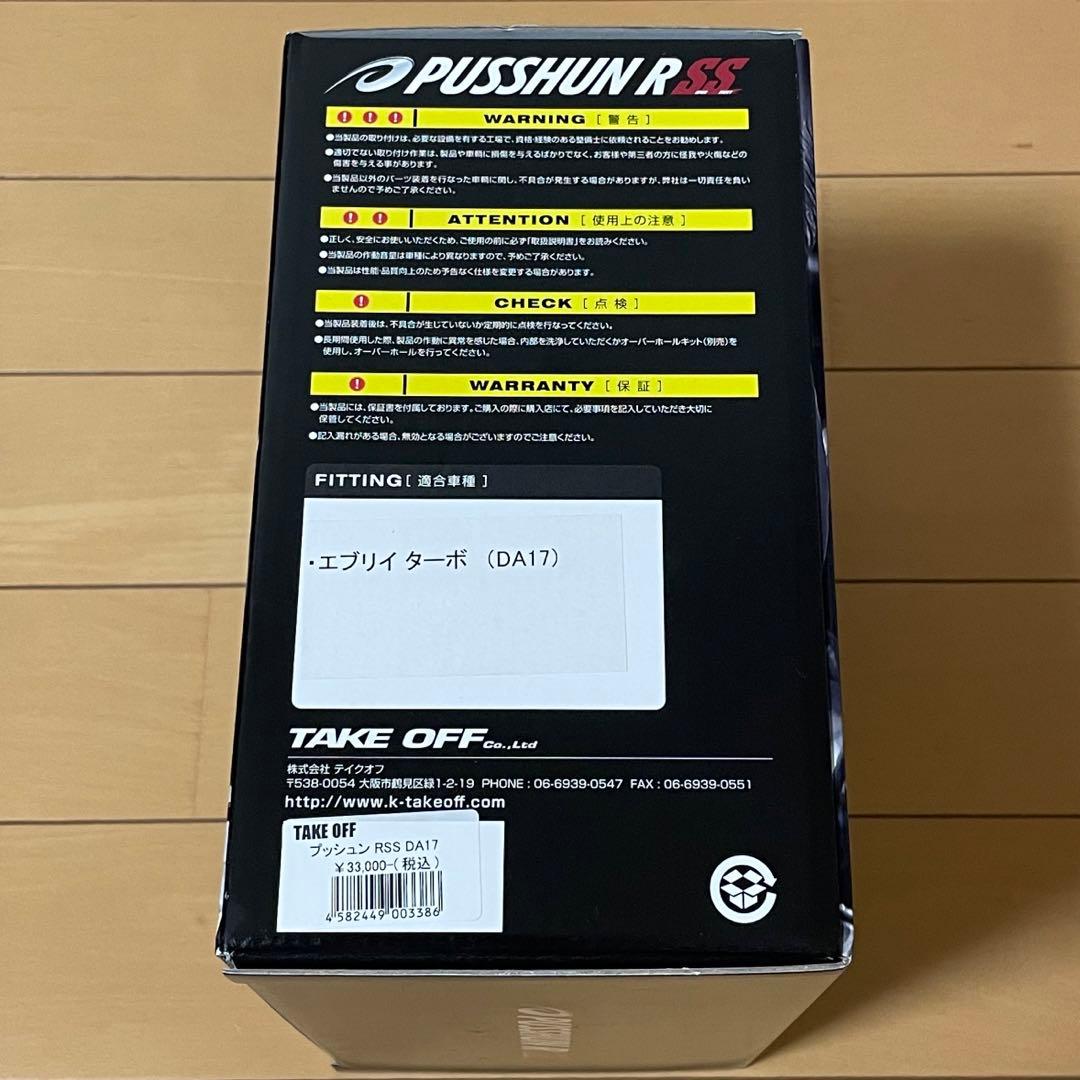 PUSSHUN RSS
WARNING [ 警告 ]
●当製品の取り付けは、必要な設備を有する工場で、資格・経験のある整備士に依頼されることをお勧めします。
●適切でない取り付け作業は、製品や車輌に損傷を与えるばかりでなく、お客様や第三者の方に怪我や火傷などの
傷害を与える事があります。
●当製品以外のパーツ装着を行なった車輌に関し、不具合が発生する場合がありますが、弊社は一切責任を負い
ませんので予めご了承ください。
ATTENTION [ 使用上の注意 ]
●正しく、安全にお使いいただくため、ご使用の前に必ず「取扱説明書」をお読みください。
●当製品の作動音量は車種により異なりますので、予めご了承ください。
●当製品は性能・品質向上のため予告なく仕様を変更する場合があります。
CHECK [ 点検 ]
●当製品装着後は、不具合が生じていないか定期的に点検を行なってください。
●長期間使用した際、製品の作動に異常を感じた場合、内部を洗浄していただくかオーバーホールキット(別売)を
使用し、オーバーホールを行ってください。
WARRANTY [ 保証 ]
●当製品には、保証書を付属しております。ご購入の際に購入店にて、必要事項を記入していただき大切に
保管してください。
●記入漏れがある場合、無効となる場合がございますのでご注意ください。
FITTING [ 適合車種 ]
・エブリイ ターボ (DA17)
TAKE OFF Co.,Ltd
株式会社 テイクオフ
〒538-0054 大阪市鶴見区緑1-2-19 PHONE : 06-6939-0547 FAX : 06-6939-0551
http://www.k-takeoff.com
TAKE OFF
プッシュン RSS DA17
¥33,000-(税込)
4 582449 003386